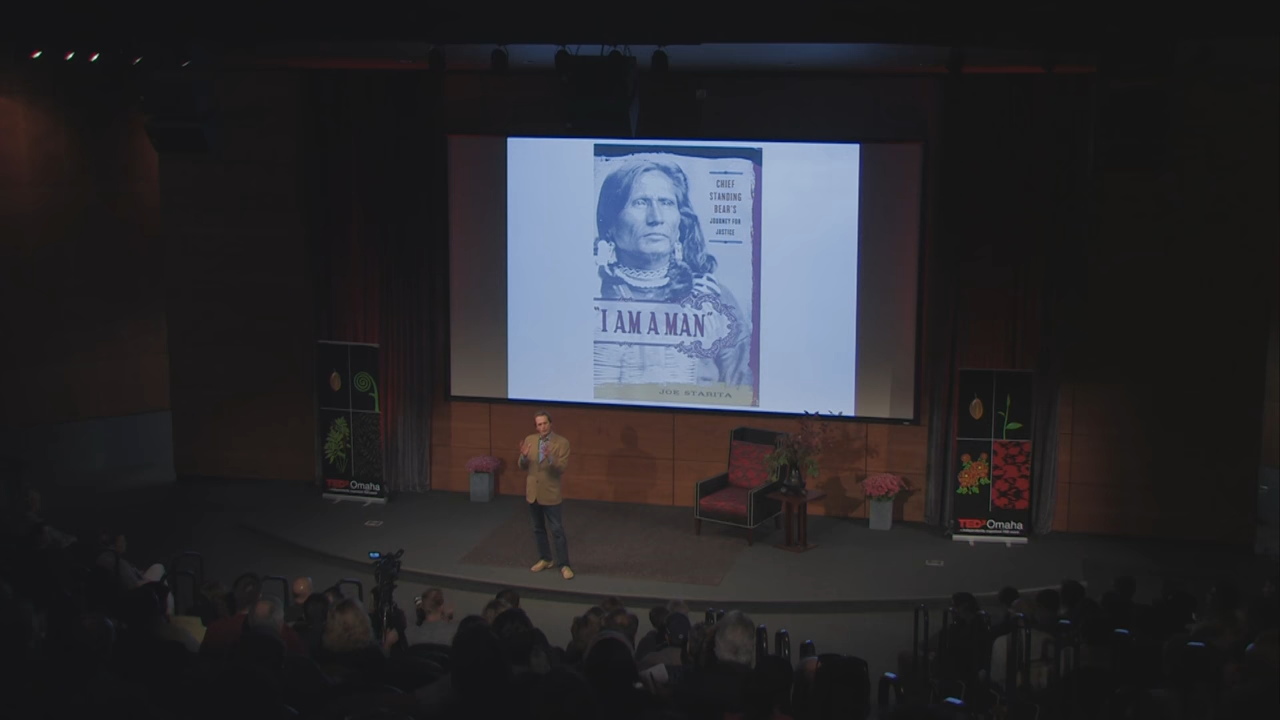 CHIEF
STANDING
BEAR'S
JOURNEY FOR
JUSTICE
"I AM A MAN"
JOE STARITA
TEDxOmaha
TEDxOmaha